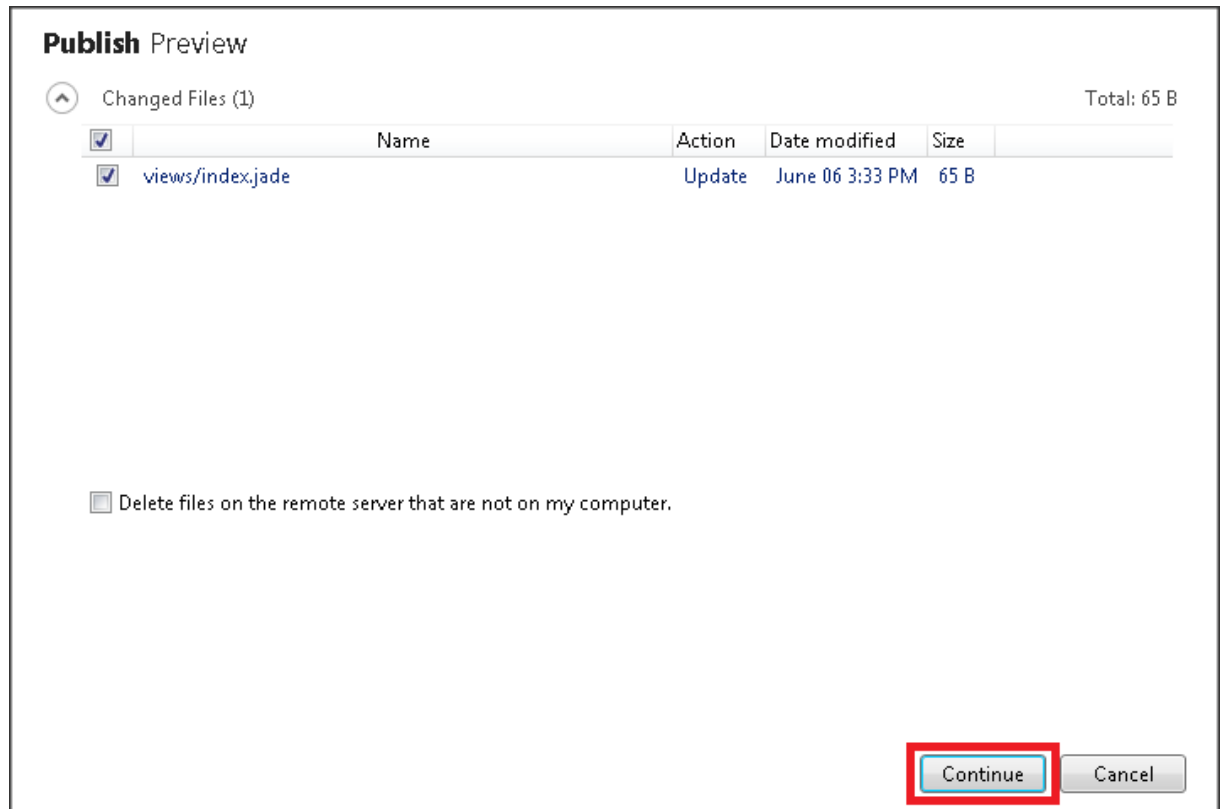 Publish Preview
Changed Files (1) Total: 65 B
Name Action Date modified Size
views/index.jade Update June 06 3:33 PM 65 B
Delete files on the remote server that are not on my computer.
Continue Cancel